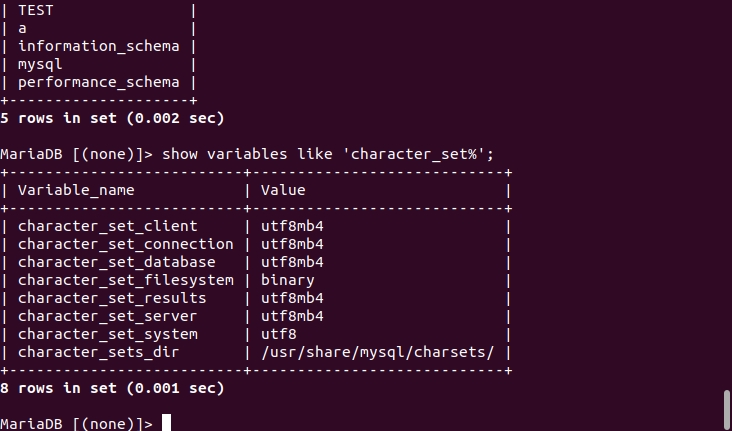 | TEST               |
| a                  |
| information_schema |
| mysql              |
| performance_schema |
+--------------------+
5 rows in set (0.002 sec)

MariaDB [(none)]> show variables like 'character_set%';
+--------------------------+----------------------------+
| Variable_name            | Value                      |
+--------------------------+----------------------------+
| character_set_client     | utf8mb4                    |
| character_set_connection | utf8mb4                    |
| character_set_database   | utf8mb4                    |
| character_set_filesystem | binary                     |
| character_set_results    | utf8mb4                    |
| character_set_server     | utf8mb4                    |
| character_set_system     | utf8                       |
| character_sets_dir       | /usr/share/mysql/charsets/ |
+--------------------------+----------------------------+
8 rows in set (0.001 sec)

MariaDB [(none)]>